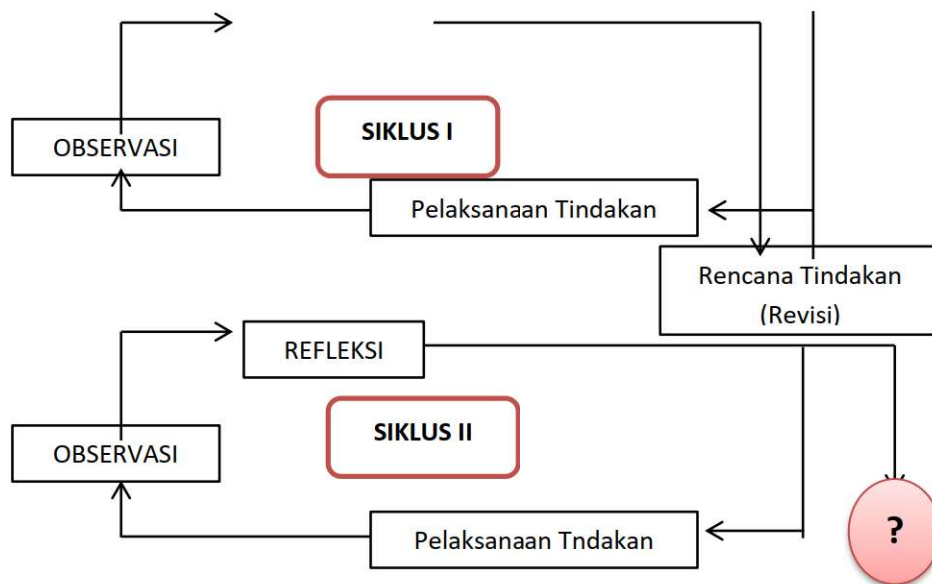 SIKLUS I
OBSERVASI
Pelaksanaan Tindakan
Rencana Tindakan
(Revisi)
REFLEKSI
SIKLUS II
OBSERVASI
?
Pelaksanaan Tndakan